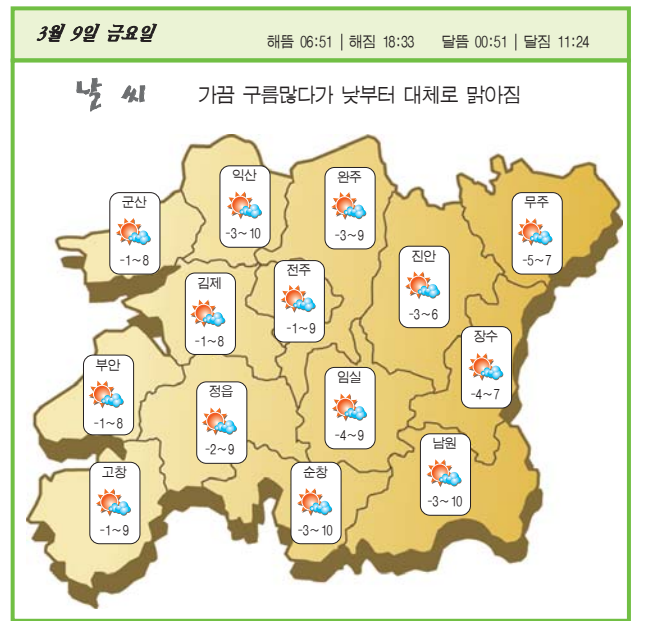 3월 9일 금요일
해뜸 06:51 | 해짐 18:33 달뜸 00:51 | 달짐 11:24
날 씨
가끔 구름많다가 낮부터 대체로 맑아짐
익산
-3~10
완주
-3~9
군산
-1~8
무주
-5~7
진안
-3~6
전주
-1~9
김제
-1~8
장수
-4~7
부안
-1~8
임실
-4~9
정읍
-2~9
남원
-3~10
고창
-1~9
순창
-3~10